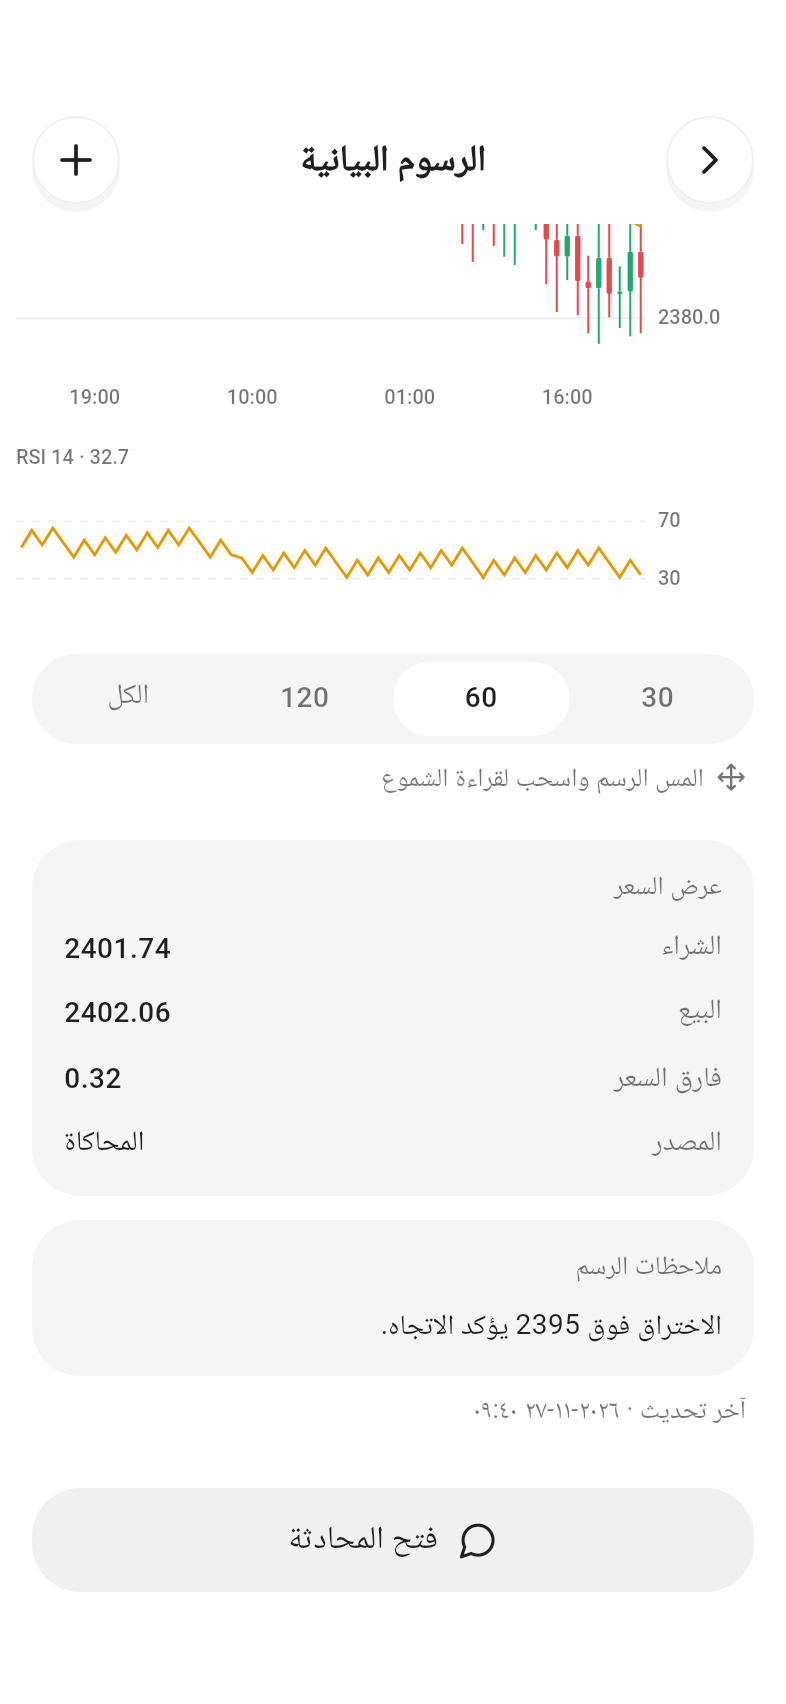 الرسوم البيانية
2380.0
19:00 10:00 01:00 16:00
RSI 14 · 32.7
70
30
30 60 120 الكل
المس الرسم واسحب لقراءة الشموع
عرض السعر
الشراء 2401.74
البيع 2402.06
فارق السعر 0.32
المصدر المحاكاة
ملاحظات الرسم
الاختراق فوق 2395 يؤكد الاتجاه.
آخر تحديث · ٢٠٢٦-١١-٢٧ ٠٩:٤٠
فتح المحادثة